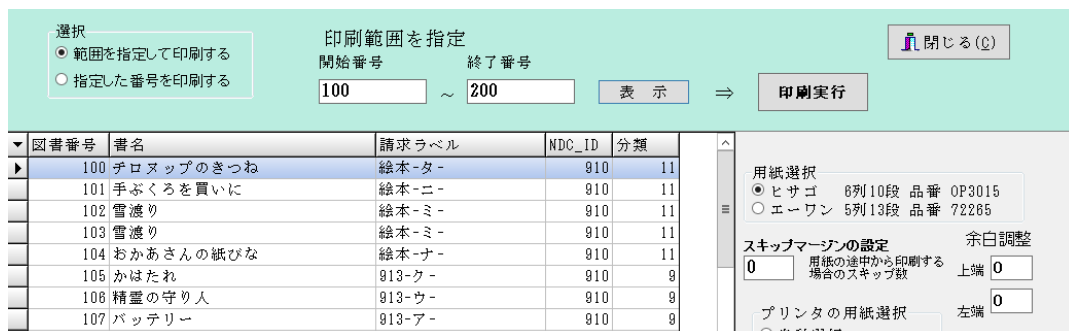 選択
範囲を指定して印刷する
指定した番号を印刷する
印刷範囲を指定
開始番号 終了番号
100 ～ 200 表 示 ⇒ 印刷実行
閉じる(C)
図書番号 書名 請求ラベル NDC_ID 分類
100 チロヌップのきつね 絵本-タ- 910 11
101 手ぶくろを買いに 絵本-ニ- 910 11
102 雪渡り 絵本-ミ- 910 11
103 雪渡り 絵本-ミ- 910 11
104 おかあさんの紙びな 絵本-ナ- 910 11
105 かはたれ 913-ク- 910 9
106 精霊の守り人 913-ウ- 910 9
107 バッテリー 913-ア- 910 9
用紙選択
ヒサゴ 6列10段 品番 OP3015
エーワン 5列13段 品番 72265
スキップマージンの設定
0 用紙の途中から印刷する
場合のスキップ数
余白調整
上端 0
左端 0
プリンタの用紙選択